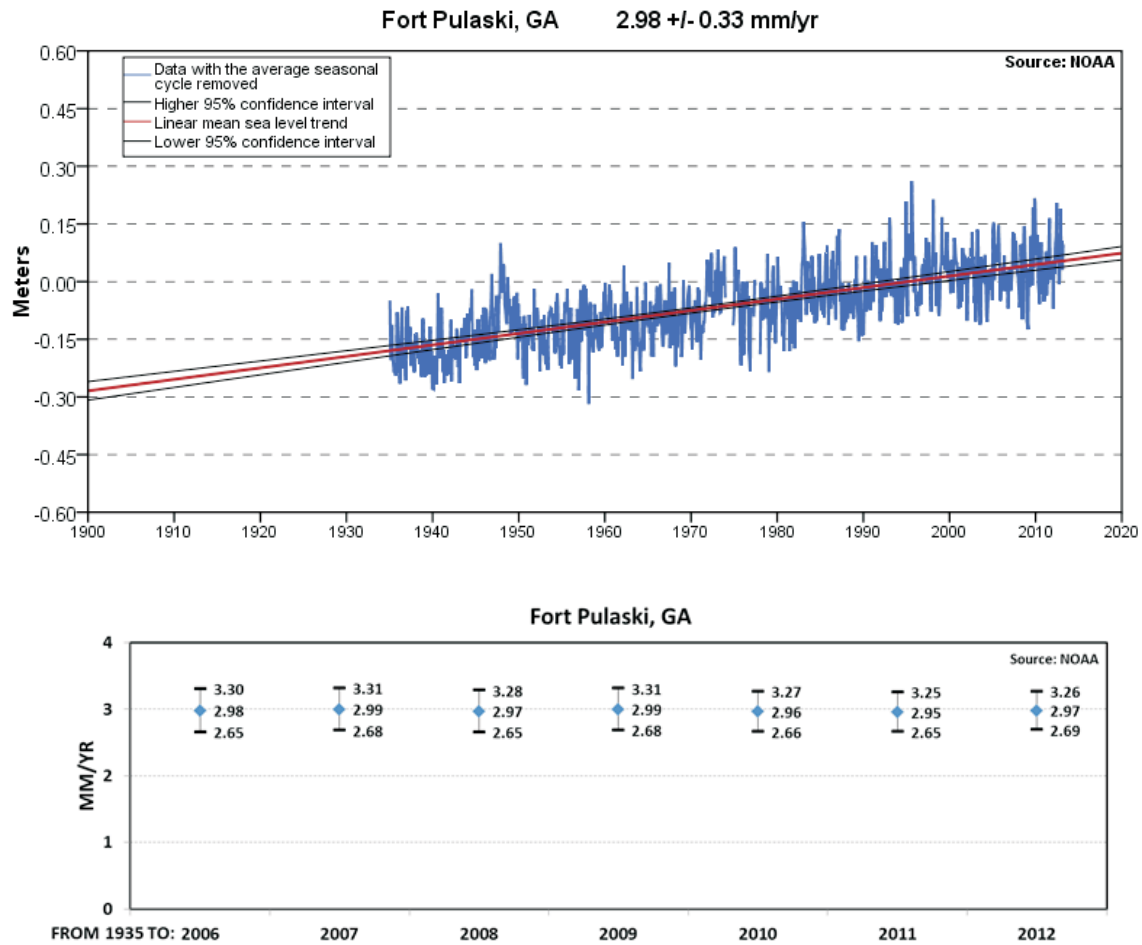 Fort Pulaski, GA 2.98 +/- 0.33 mm/yr
Source: NOAA
Data with the average seasonal
cycle removed
Higher 95% confidence interval
Linear mean sea level trend
Lower 95% confidence interval
Meters
0.60
0.45
0.30
0.15
0.00
-0.15
-0.30
-0.45
-0.60
1900 1910 1920 1930 1940 1950 1960 1970 1980 1990 2000 2010 2020
Fort Pulaski, GA
Source: NOAA
MM/YR
4
3
2
1
0
3.30 3.31 3.28 3.31 3.27 3.25 3.26
2.98 2.99 2.97 2.99 2.96 2.95 2.97
2.65 2.68 2.65 2.68 2.66 2.65 2.69
FROM 1935 TO: 2006 2007 2008 2009 2010 2011 2012